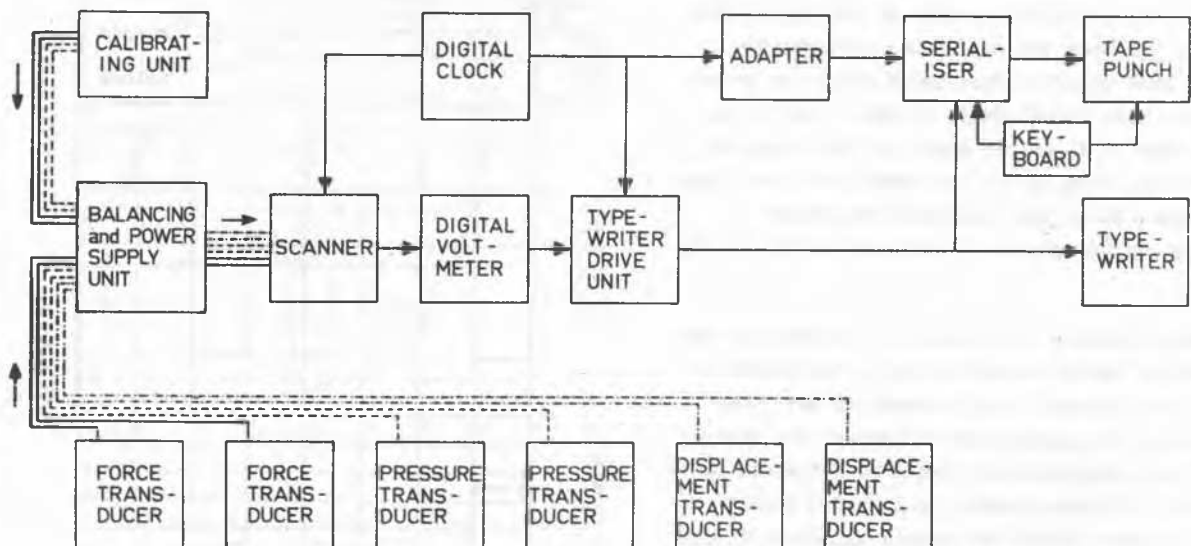 CALIBRAT-
ING UNIT
DIGITAL
CLOCK
ADAPTER
SERIAL-
ISER
TAPE
PUNCH
KEY-
BOARD
BALANCING
and POWER
SUPPLY
UNIT
SCANNER
DIGITAL
VOLT-
METER
TYPE-
WRITER
DRIVE
UNIT
TYPE-
WRITER
FORCE
TRANS-
DUCER
FORCE
TRANS-
DUCER
PRESSURE
TRANS-
DUCER
PRESSURE
TRANS-
DUCER
DISPLACE-
MENT
TRANS-
DUCER
DISPLACE-
MENT
TRANS-
DUCER